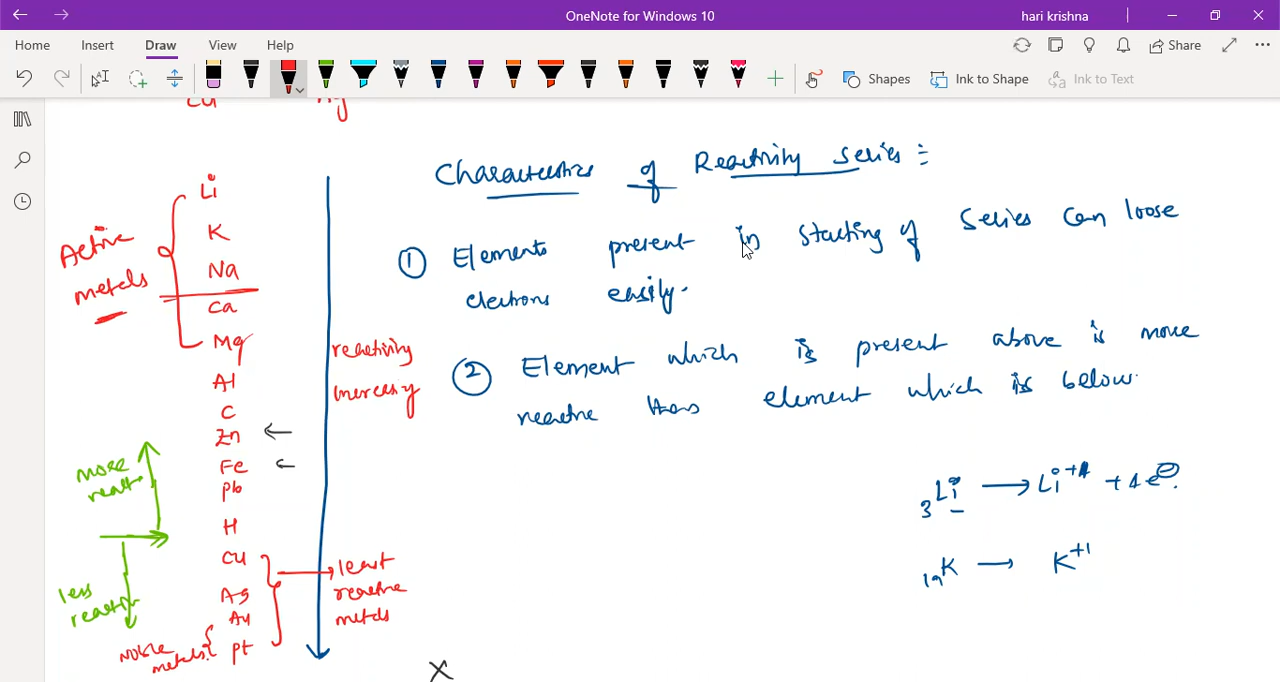 OneNote for Windows 10
hari krishna
Home Insert Draw View Help
Share
Shapes
Ink to Shape
Ink to Text
Cu Ag
Characteristics of Reactivity Series :
① Elements present in starting of Series can loose
electrons easily.
② Element which is present above is more
reactive than element which is below.
₃Li → Li⁺¹ + 1e⊖.
₁₉K → K⁺¹
Active
metals
Li
K
Na
Ca
Mg
Al
C
Zn ←
Fe ←
Pb
H
Cu
Ag
Au
Pt
reactivity
least
reactive
metals
more
less
Noble
metals
X